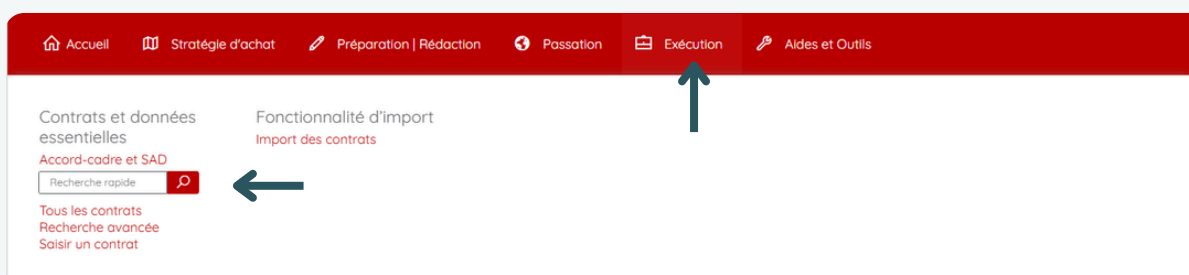 Accueil Stratégie d'achat Préparation | Rédaction Passation Exécution Aides et Outils
Contrats et données
essentielles
Accord-cadre et SAD
Recherche rapide
Tous les contrats
Recherche avancée
Saisir un contrat
Fonctionnalité d'import
Import des contrats